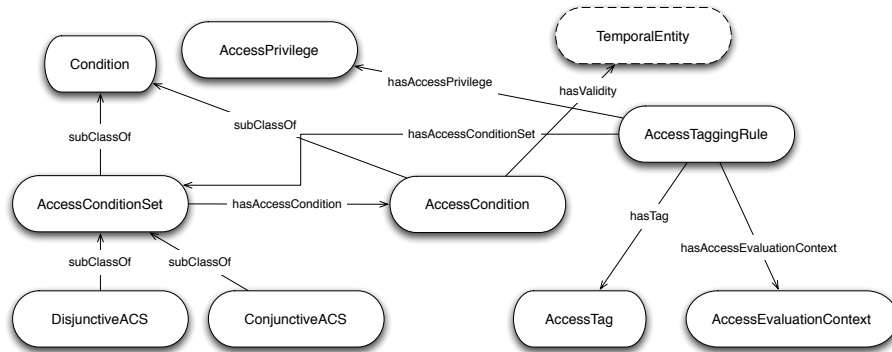 TemporalEntity
AccessPrivilege
Condition
hasAccessPrivilege
hasValidity
subClassOf
subClassOf
hasAccessConditionSet
AccessTaggingRule
AccessConditionSet
hasAccessCondition
AccessCondition
hasTag
hasAccessEvaluationContext
subClassOf
subClassOf
DisjunctiveACS
ConjunctiveACS
AccessTag
AccessEvaluationContext